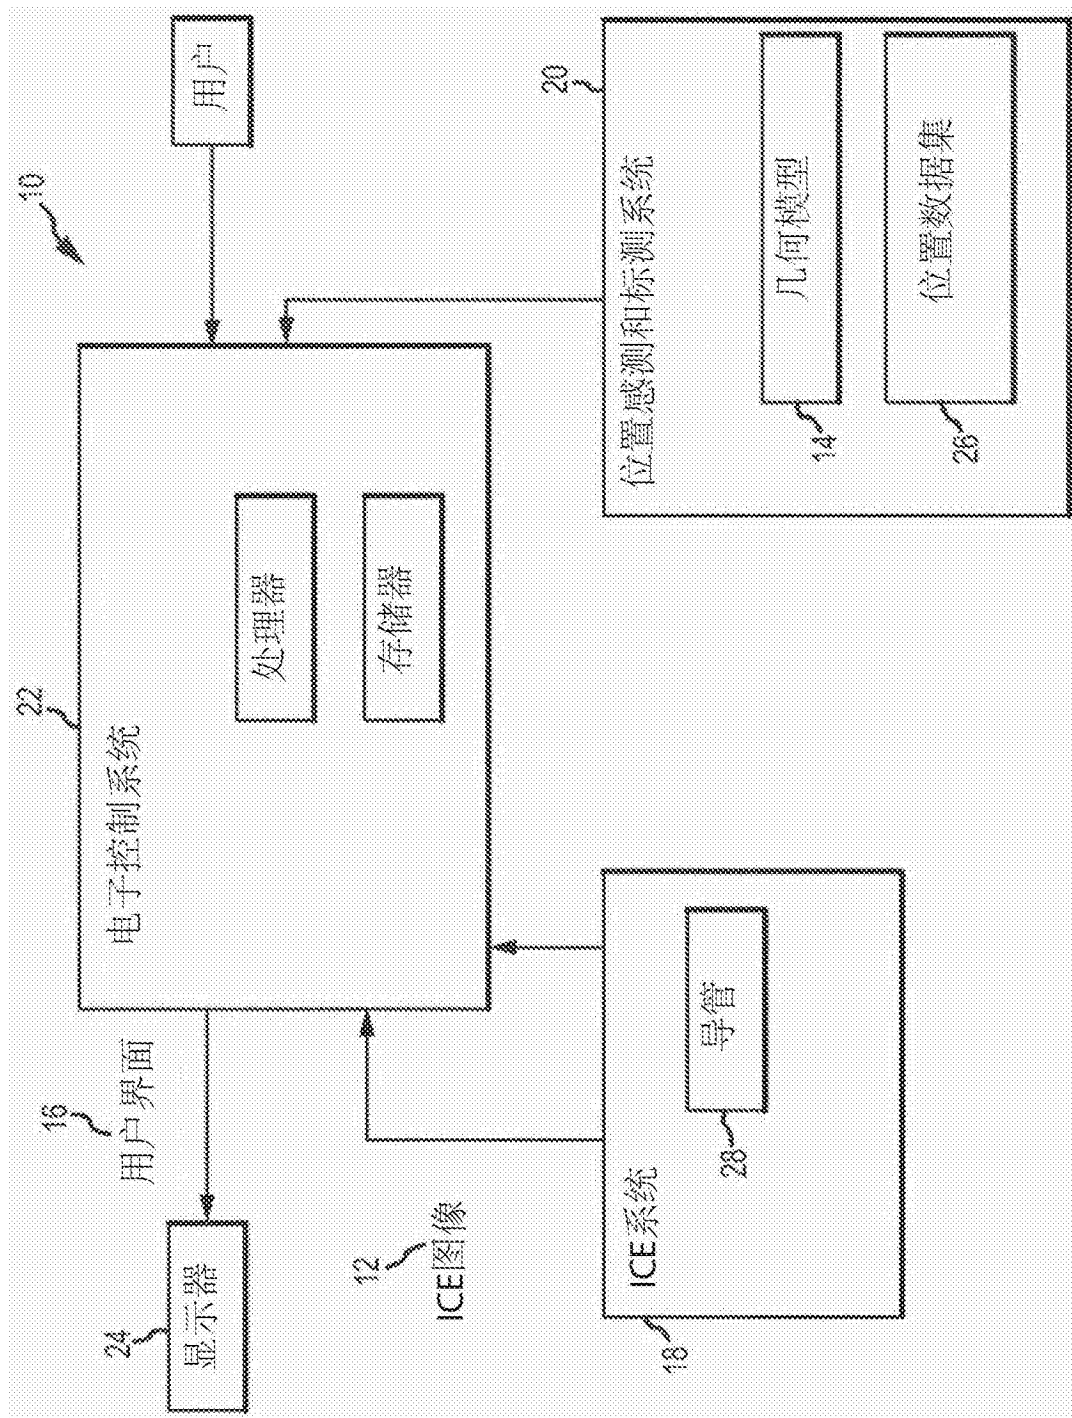 10
24
显示器
16
用户界面
22
电子控制系统
处理器
存储器
用户
12
ICE图像
18
ICE系统
28
导管
20
位置感测和标测系统
14
几何模型
26
位置数据集